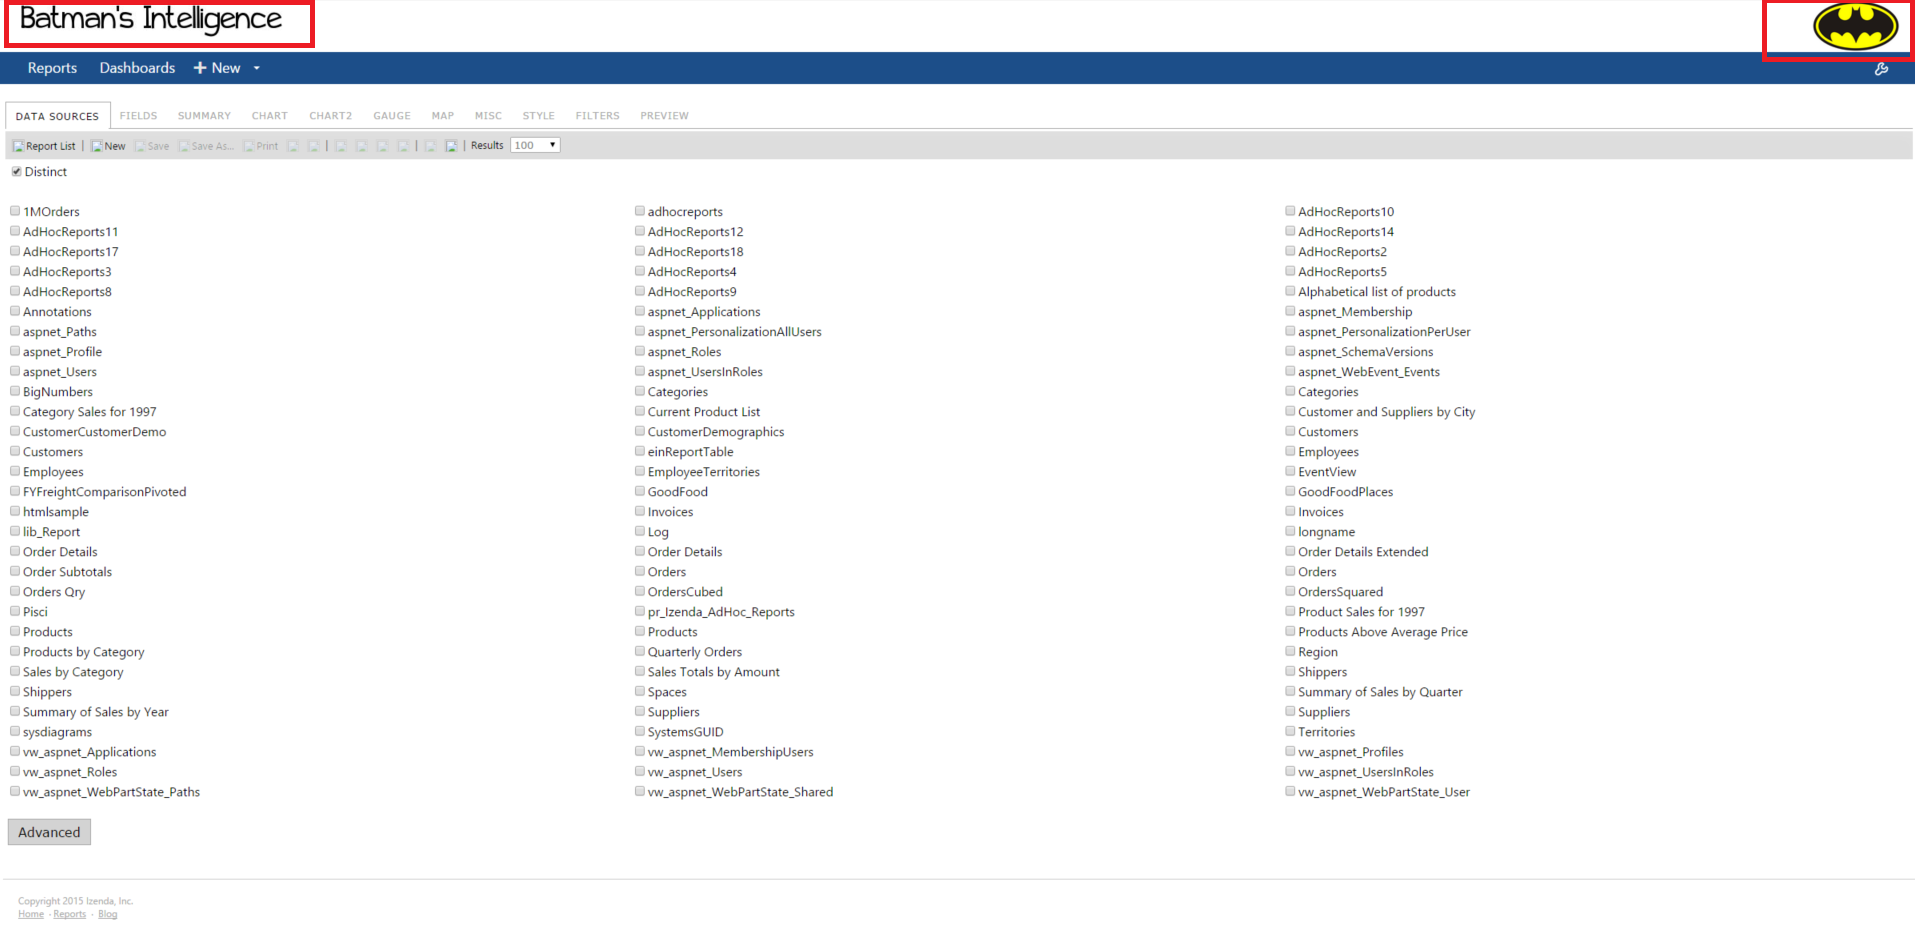 Batman's Intelligence
Reports Dashboards + New
DATA SOURCES FIELDS SUMMARY CHART CHART2 GAUGE MAP MISC STYLE FILTERS PREVIEW
Report List | New Save Save As... Print | | | Results 100
Distinct
1MOrders adhocreports AdHocReports10
AdHocReports11 AdHocReports12 AdHocReports14
AdHocReports17 AdHocReports18 AdHocReports2
AdHocReports3 AdHocReports4 AdHocReports5
AdHocReports8 AdHocReports9 Alphabetical list of products
Annotations aspnet_Applications aspnet_Membership
aspnet_Paths aspnet_PersonalizationAllUsers aspnet_PersonalizationPerUser
aspnet_Profile aspnet_Roles aspnet_SchemaVersions
aspnet_Users aspnet_UsersInRoles aspnet_WebEvent_Events
BigNumbers Categories Categories
Category Sales for 1997 Current Product List Customer and Suppliers by City
CustomerCustomerDemo CustomerDemographics Customers
Customers einReportTable Employees
Employees EmployeeTerritories EventView
FYFreightComparisonPivoted GoodFood GoodFoodPlaces
htmlsample Invoices Invoices
lib_Report Log longname
Order Details Order Details Order Details Extended
Order Subtotals Orders Orders
Orders Qry OrdersCubed OrdersSquared
Pisci pr_Izenda_AdHoc_Reports Product Sales for 1997
Products Products Products Above Average Price
Products by Category Quarterly Orders Region
Sales by Category Sales Totals by Amount Shippers
Shippers Spaces Summary of Sales by Quarter
Summary of Sales by Year Suppliers Suppliers
sysdiagrams SystemsGUID Territories
vw_aspnet_Applications vw_aspnet_MembershipUsers vw_aspnet_Profiles
vw_aspnet_Roles vw_aspnet_Users vw_aspnet_UsersInRoles
vw_aspnet_WebPartState_Paths vw_aspnet_WebPartState_Shared vw_aspnet_WebPartState_User
Advanced
Copyright 2015 Izenda, Inc.
Home · Reports · Blog